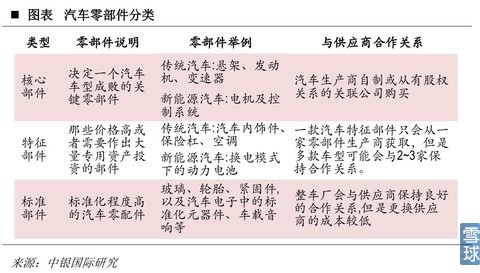 ■ 图表 汽车零部件分类
类型 零部件说明 零部件举例 与供应商合作关系
核心
部件
决定一个汽车
车型成败的关
键零部件
传统汽车:悬架、发动
机、变速器
新能源汽车:电机及控
制系统
汽车生产商自制或从有股权
关系的关联公司购买
特征
部件
那些价格高或
者需要作出大
量专用资产投
资的部件
传统汽车:汽车内饰件、
保险杠、空调
新能源汽车:换电模式
下的动力电池
一款汽车特征部件只会从一
家零部件生产商获取，但是
多款车型可能会与2~3家保
持合作关系。
标准
部件
标准化程度高
的汽车零配件
玻璃、轮胎、紧固件,
以及汽车电子中的标
准化元器件、车载音
响等
整车厂会与供应商保持良好
的合作关系,但是更换供应
商的成本较低
来源：中银国际研究
雪球